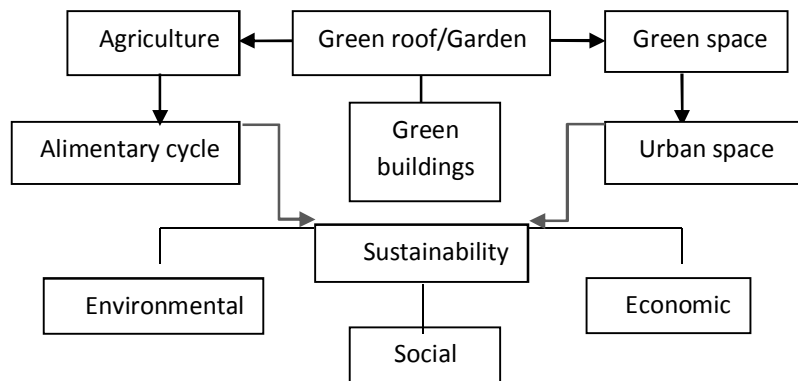 Agriculture
Green roof/Garden
Green space
Alimentary cycle
Green
buildings
Urban space
Sustainability
Environmental
Economic
Social